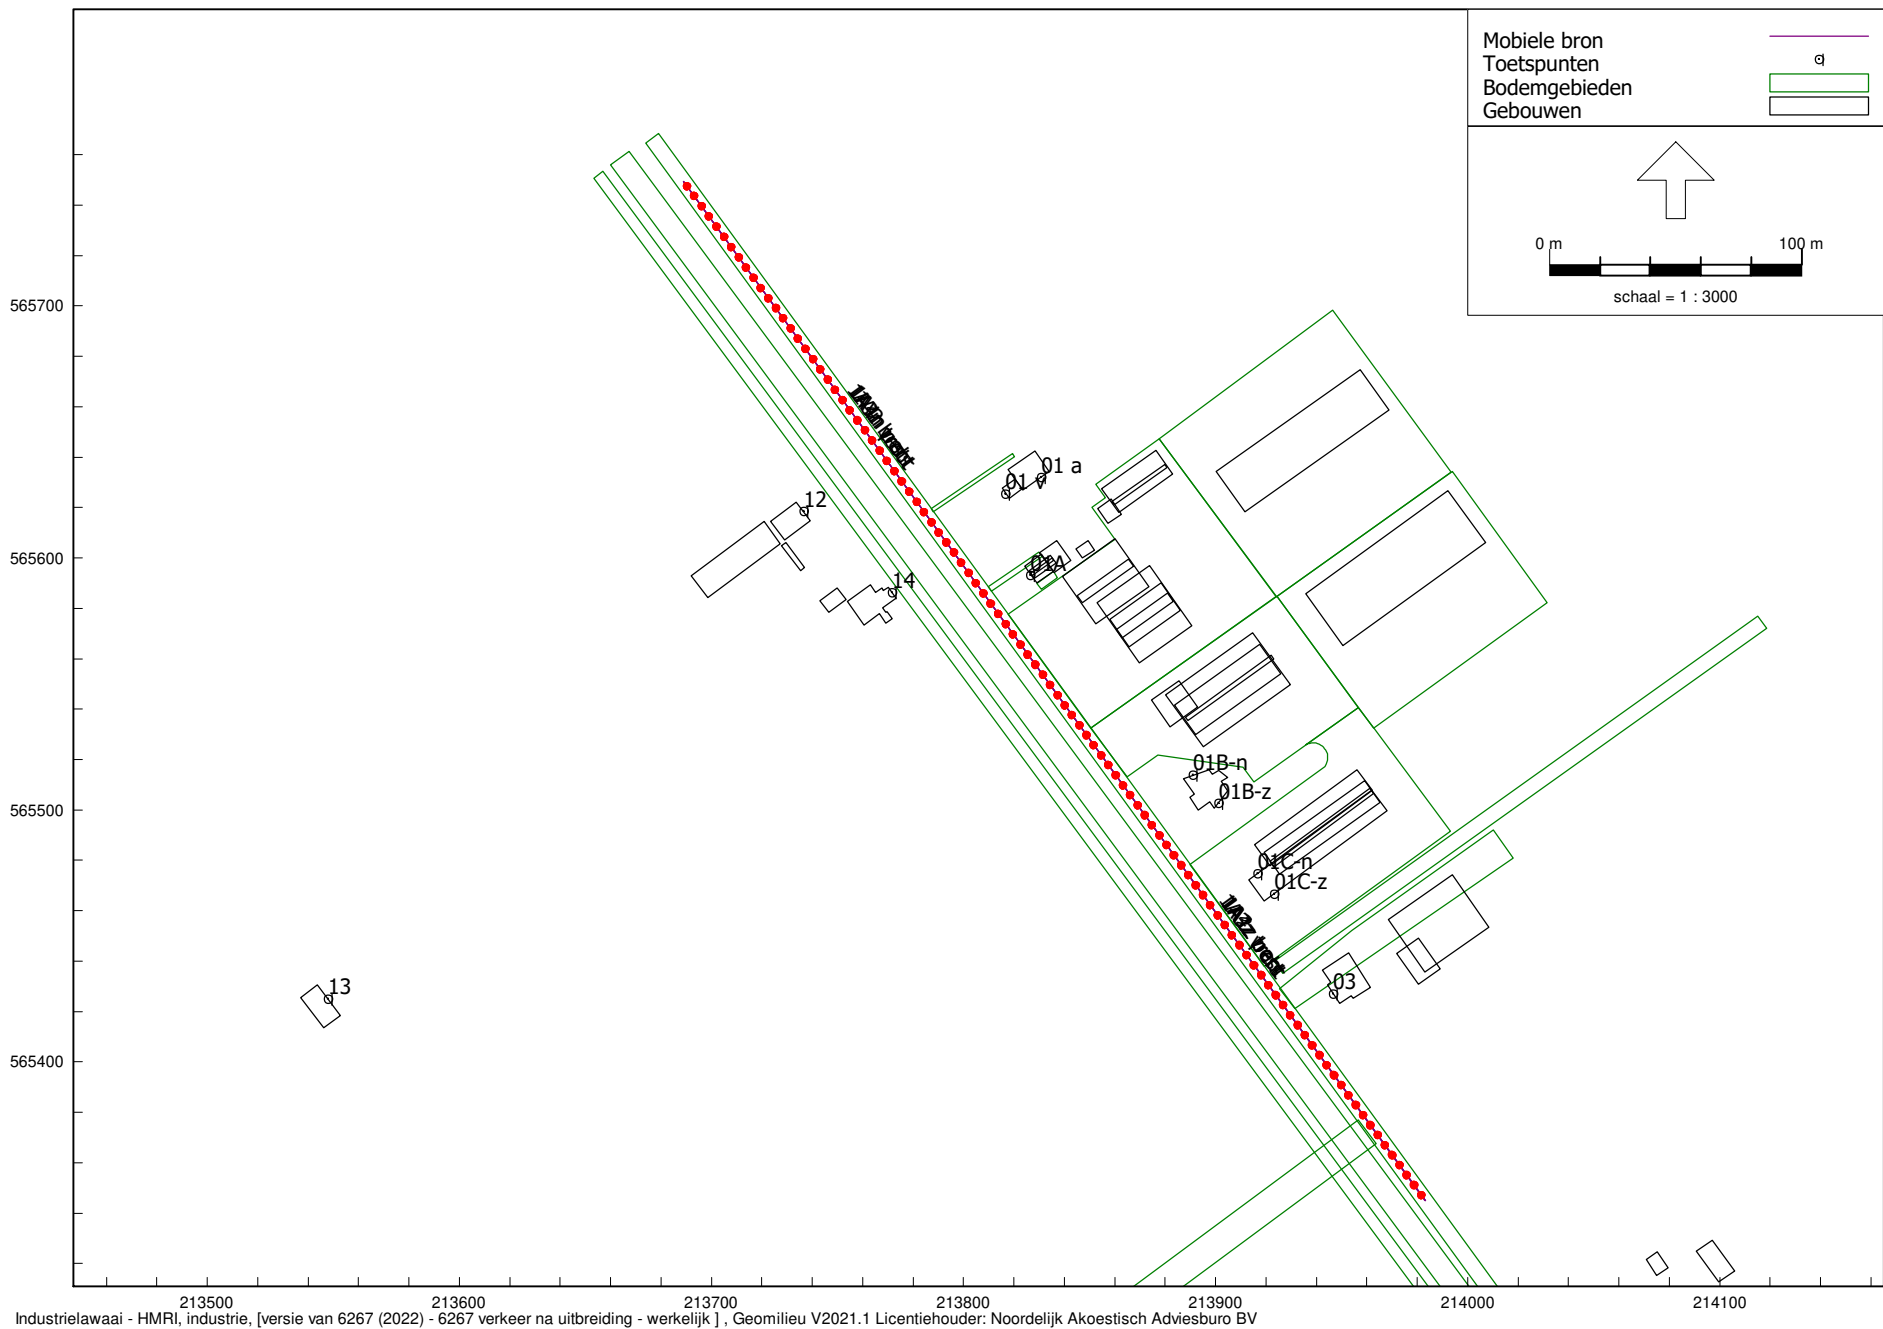 Mobiele bron
Toetspunten
Bodemgebieden
Gebouwen
0 m 100 m
schaal = 1 : 3000
565700
565600
565500
565400
01 a
01 v
12
01A
14
01B-n
01B-z
01C-n
01C-z
03
13
213500 213600 213700 213800 213900 214000 214100
Industrielawaai - HMRI, industrie, [versie van 6267 (2022) - 6267 verkeer na uitbreiding - werkelijk ] , Geomilieu V2021.1 Licentiehouder: Noordelijk Akoestisch Adviesburo BV